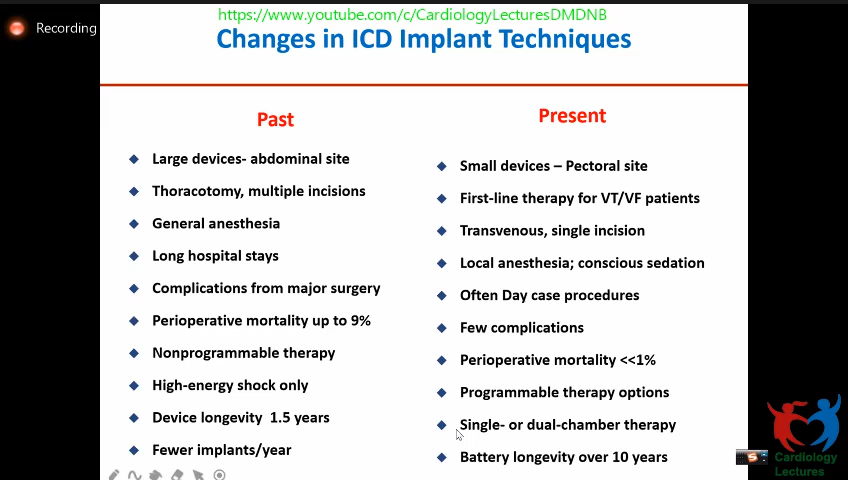 https://www.youtube.com/c/CardiologyLecturesDMDNB
Recording
Changes in ICD Implant Techniques
Past
Large devices- abdominal site
Thoracotomy, multiple incisions
General anesthesia
Long hospital stays
Complications from major surgery
Perioperative mortality up to 9%
Nonprogrammable therapy
High-energy shock only
Device longevity 1.5 years
Fewer implants/year
Present
Small devices – Pectoral site
First-line therapy for VT/VF patients
Transvenous, single incision
Local anesthesia; conscious sedation
Often Day case procedures
Few complications
Perioperative mortality <<1%
Programmable therapy options
Single- or dual-chamber therapy
Battery longevity over 10 years
Cardiology
Lectures